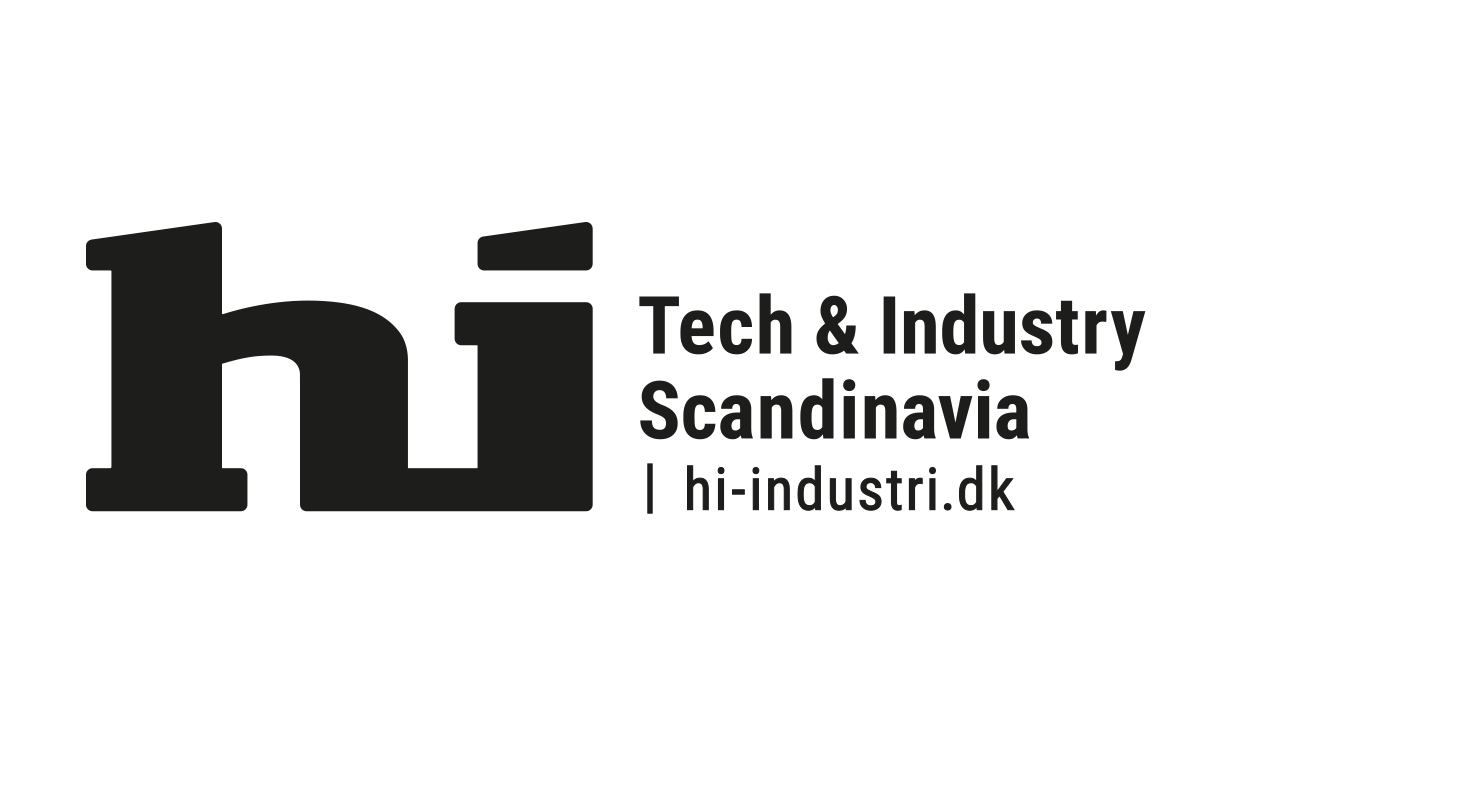 hi
Tech & Industry
Scandinavia
| hi-industri.dk